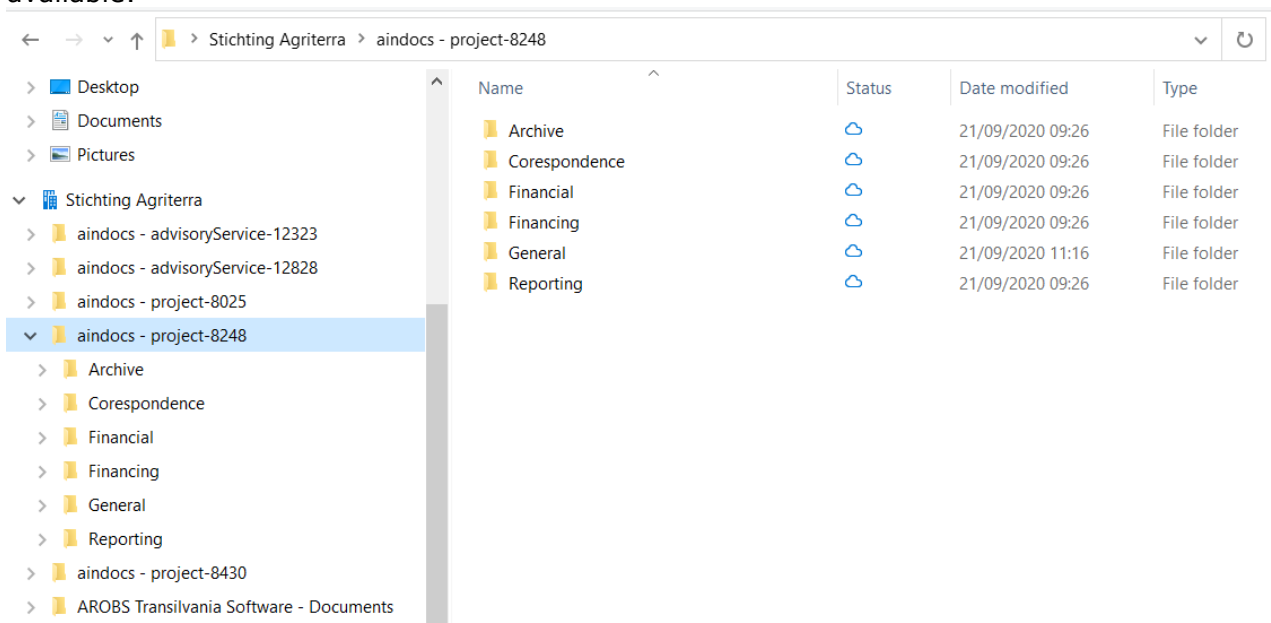 Stichting Agriterra > aindocs - project-8248
Desktop
Documents
Pictures
Stichting Agriterra
aindocs - advisoryService-12323
aindocs - advisoryService-12828
aindocs - project-8025
aindocs - project-8248
Archive
Corespondence
Financial
Financing
General
Reporting
aindocs - project-8430
AROBS Transilvania Software - Documents
Name Status Date modified Type
Archive 21/09/2020 09:26 File folder
Corespondence 21/09/2020 09:26 File folder
Financial 21/09/2020 09:26 File folder
Financing 21/09/2020 09:26 File folder
General 21/09/2020 11:16 File folder
Reporting 21/09/2020 09:26 File folder